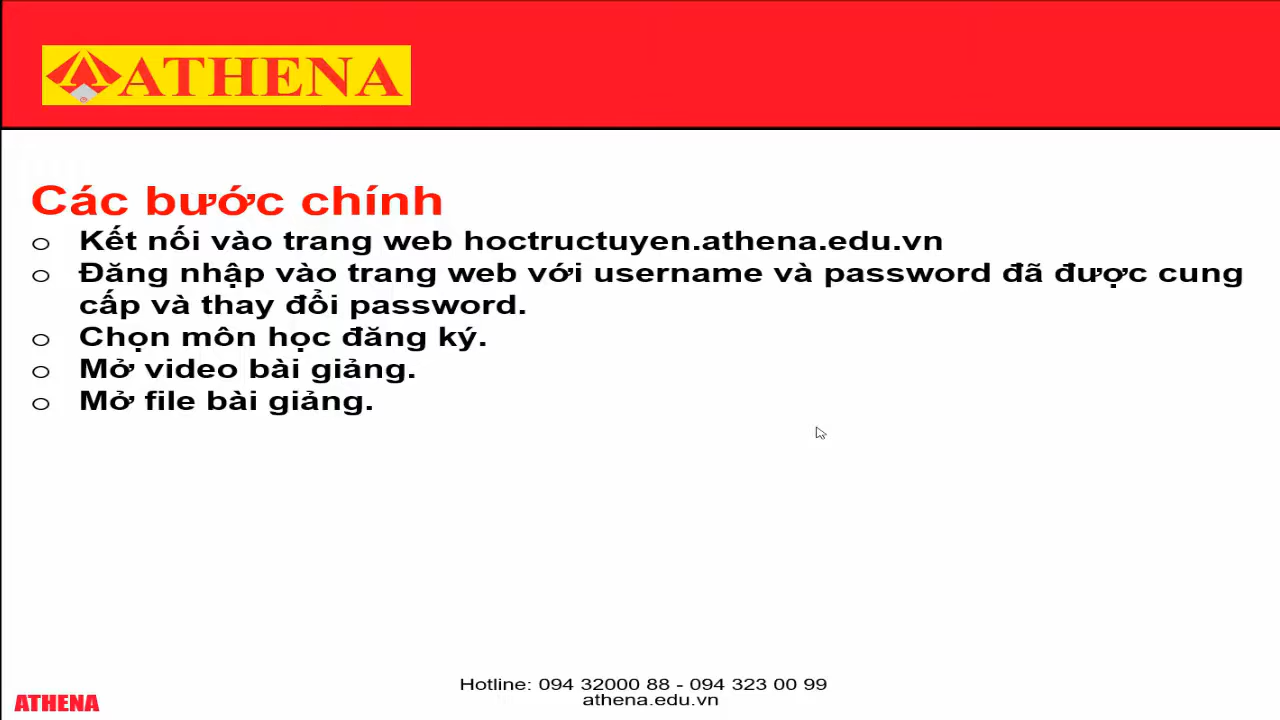 ATHENA
Các bước chính
o Kết nối vào trang web hoctructuyen.athena.edu.vn
o Đăng nhập vào trang web với username và password đã được cung
cấp và thay đổi password.
o Chọn môn học đăng ký.
o Mở video bài giảng.
o Mở file bài giảng.
Hotline: 094 32000 88 - 094 323 00 99
athena.edu.vn
ATHENA